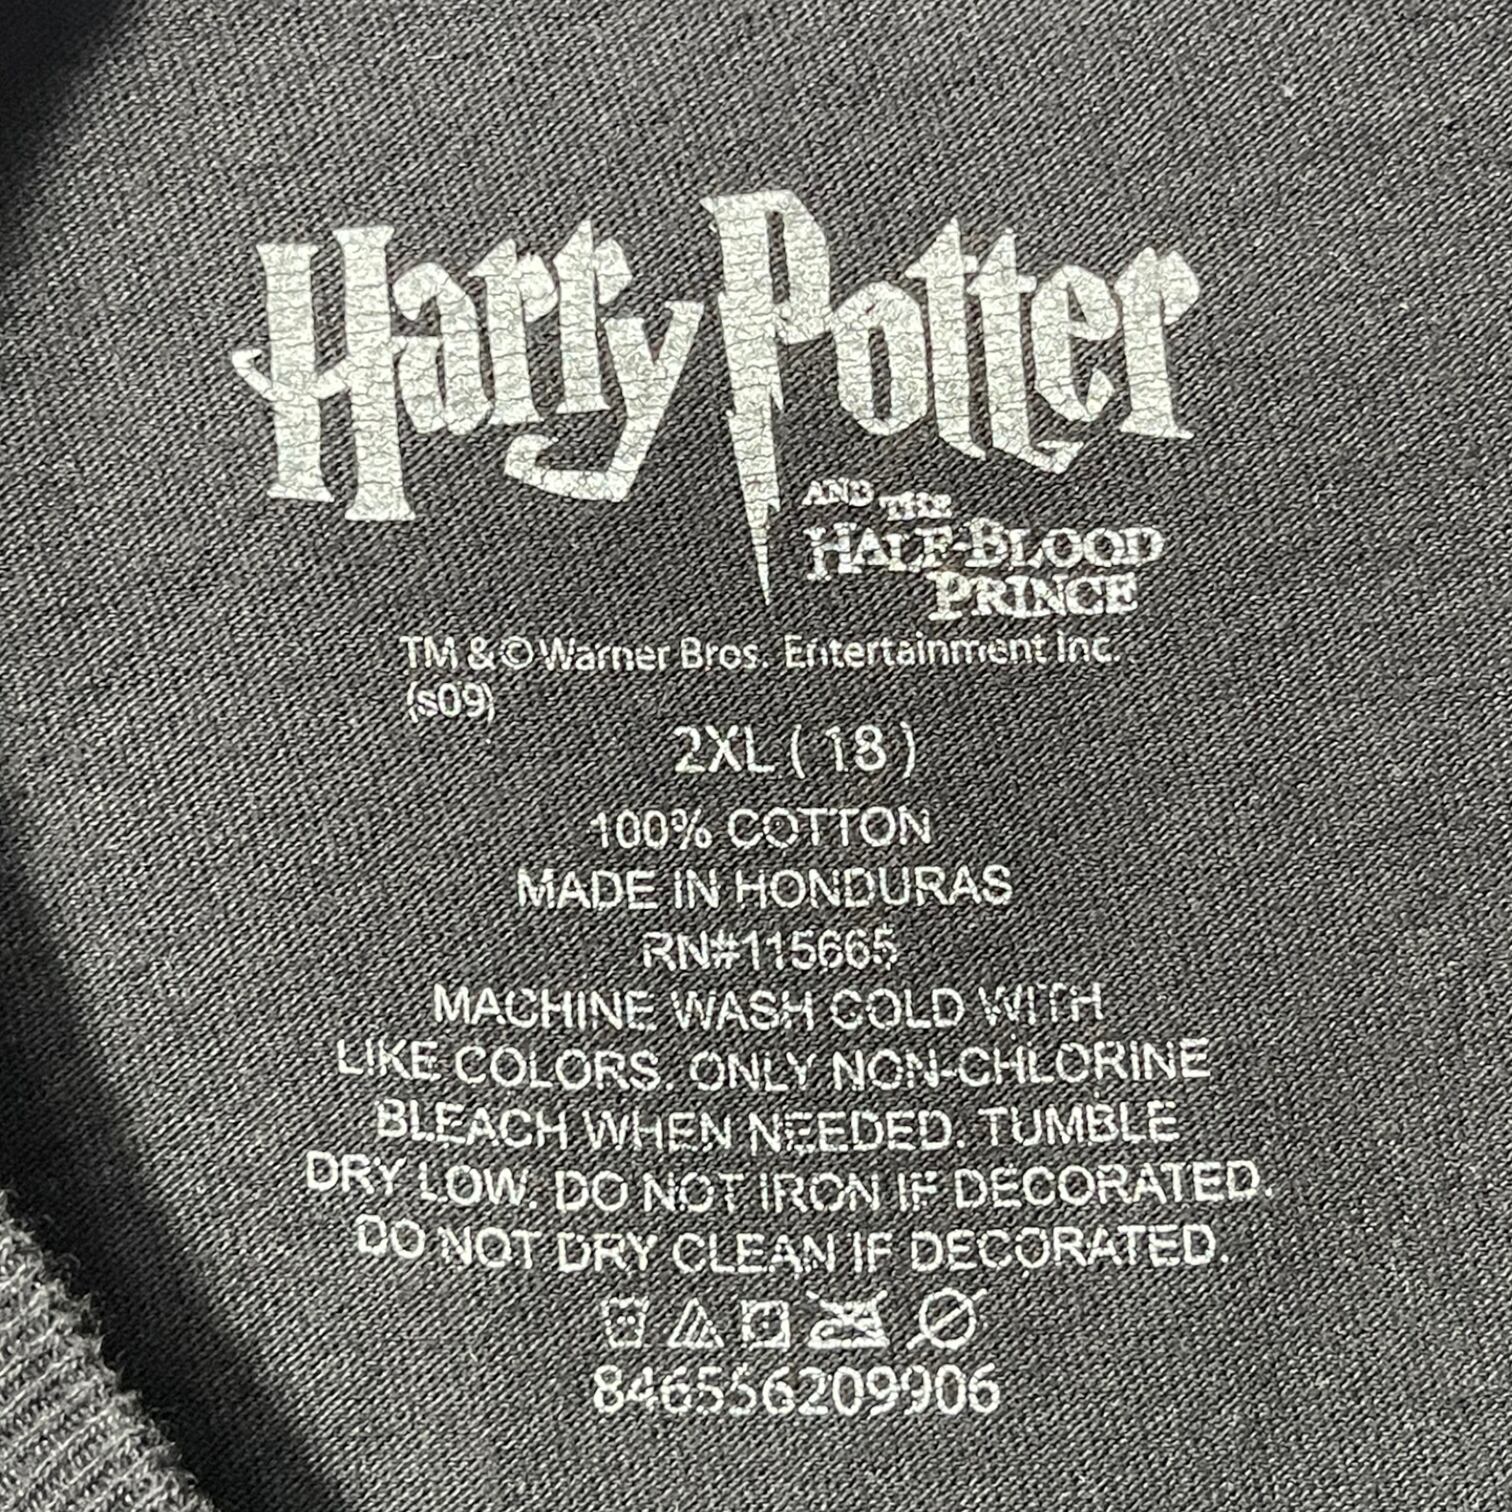 Harry Potter
AND THE
HALF-BLOOD
PRINCE
TM & © Warner Bros. Entertainment Inc.
(s09)
2XL ( 18 )
100% COTTON
MADE IN HONDURAS
RN#115665
MACHINE WASH COLD WITH
LIKE COLORS. ONLY NON-CHLORINE
BLEACH WHEN NEEDED. TUMBLE
DRY LOW. DO NOT IRON IF DECORATED.
DO NOT DRY CLEAN IF DECORATED.
846556209906